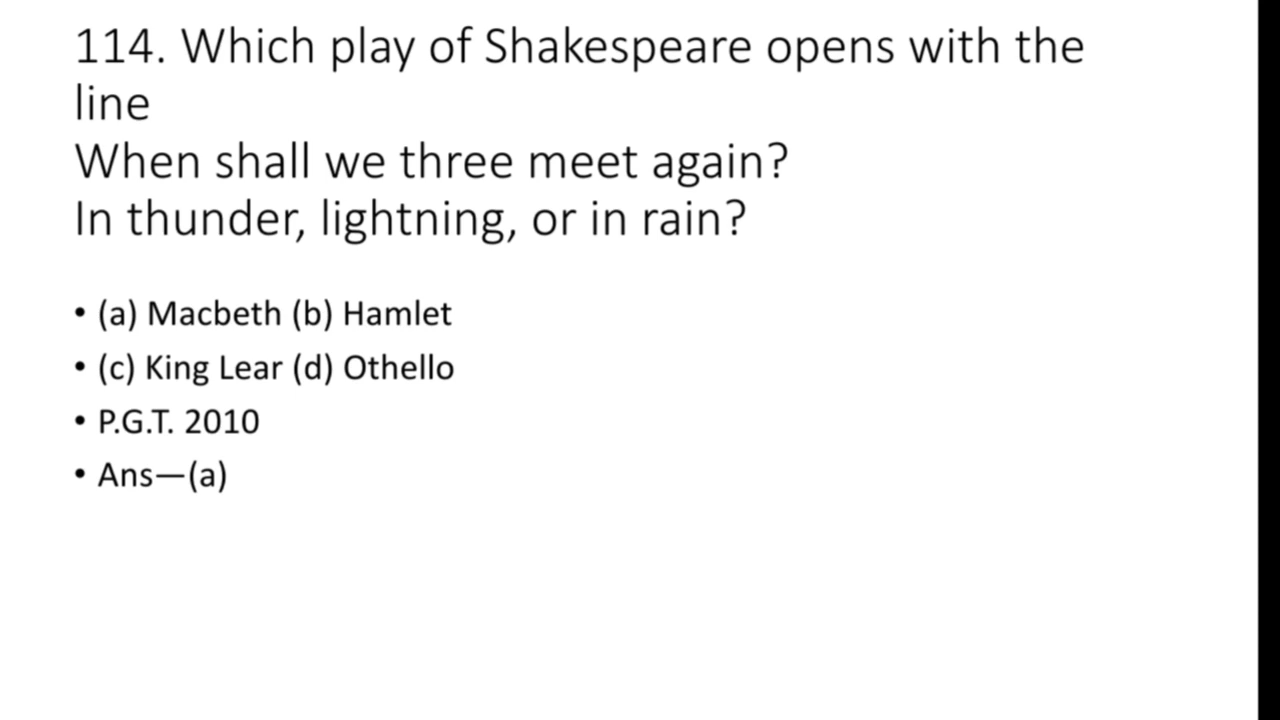 114. Which play of Shakespeare opens with the
line
When shall we three meet again?
In thunder, lightning, or in rain?
• (a) Macbeth (b) Hamlet
• (c) King Lear (d) Othello
• P.G.T. 2010
• Ans—(a)